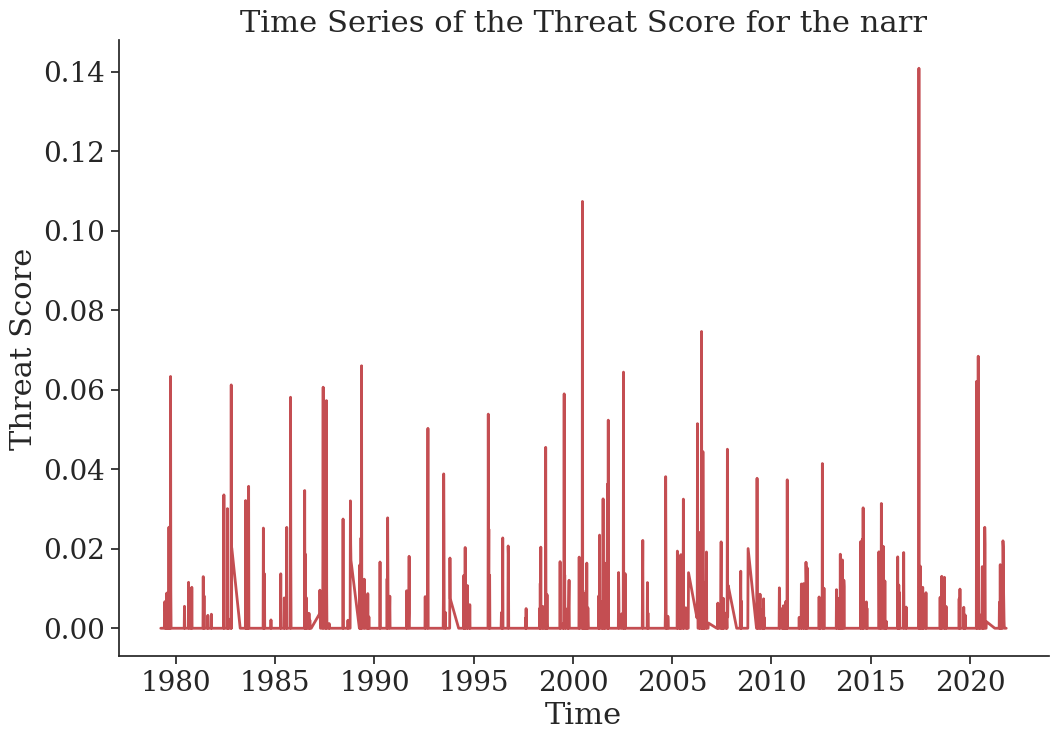 Time Series of the Threat Score for the narr
Threat Score
0.14
0.12
0.10
0.08
0.06
0.04
0.02
0.00
1980 1985 1990 1995 2000 2005 2010 2015 2020
Time